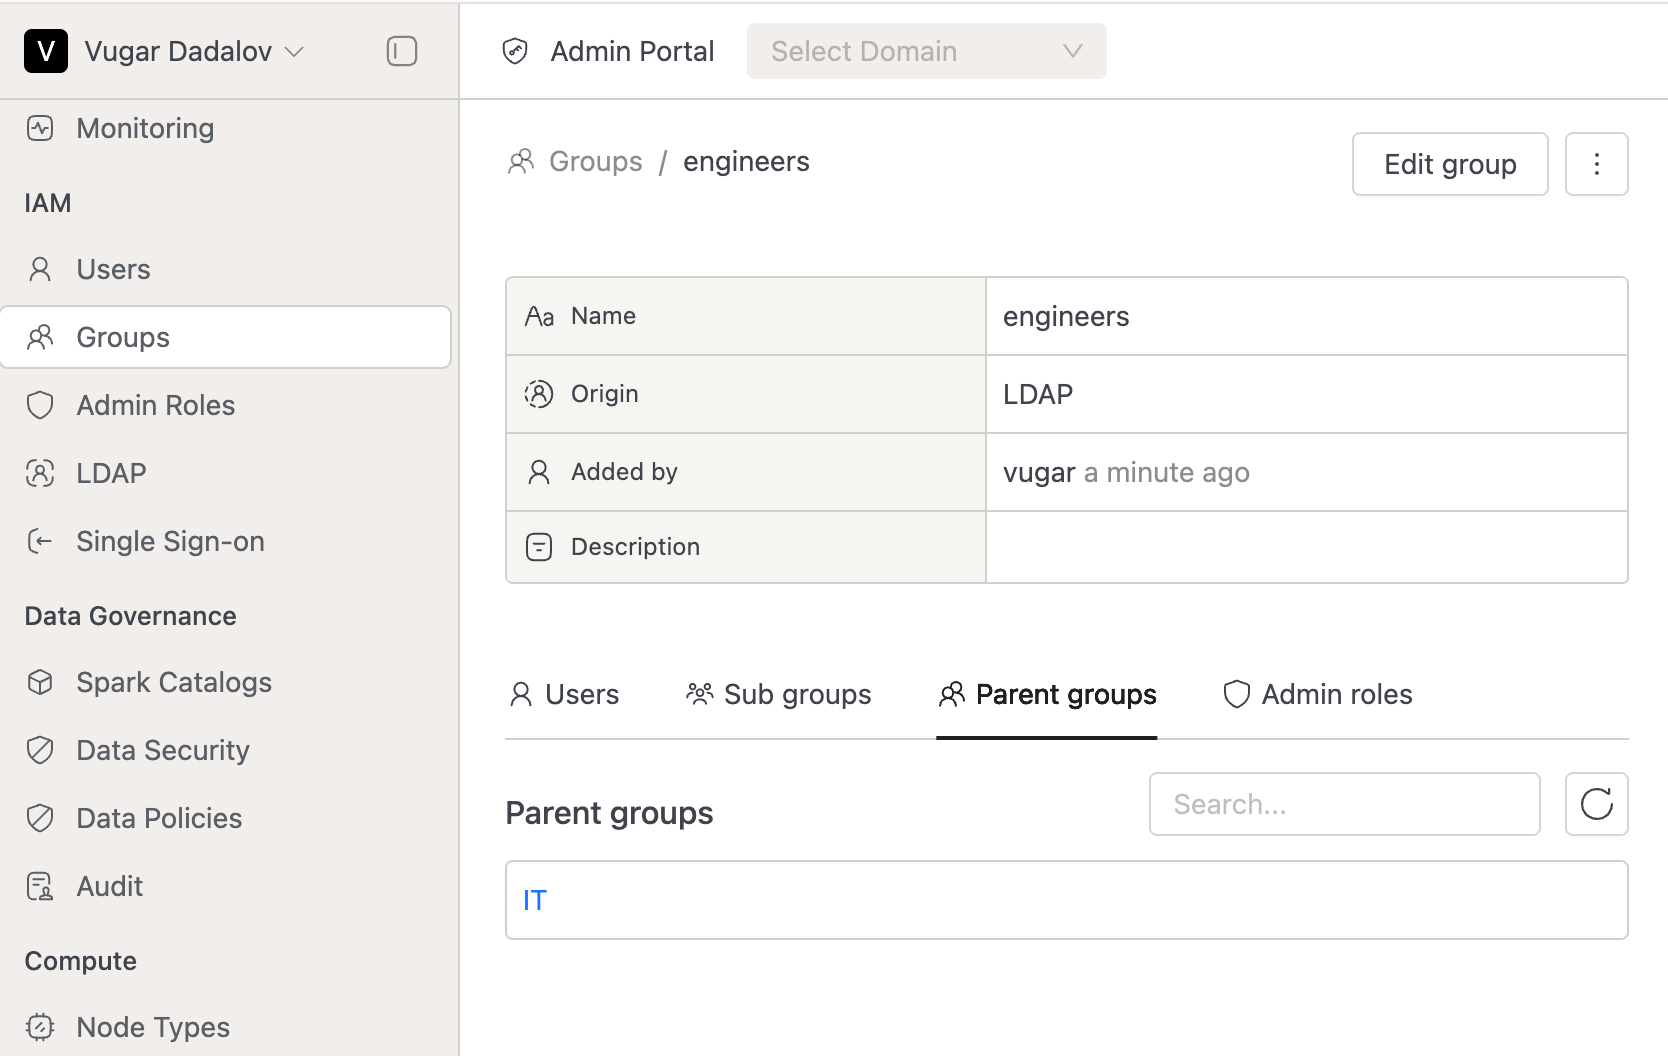 V Vugar Dadalov
Admin Portal
Select Domain
Monitoring
IAM
Users
Groups
Admin Roles
LDAP
Single Sign-on
Data Governance
Spark Catalogs
Data Security
Data Policies
Audit
Compute
Node Types
Groups / engineers
Edit group
Aa Name engineers
Origin LDAP
Added by vugar a minute ago
Description
Users Sub groups Parent groups Admin roles
Parent groups
Search...
IT